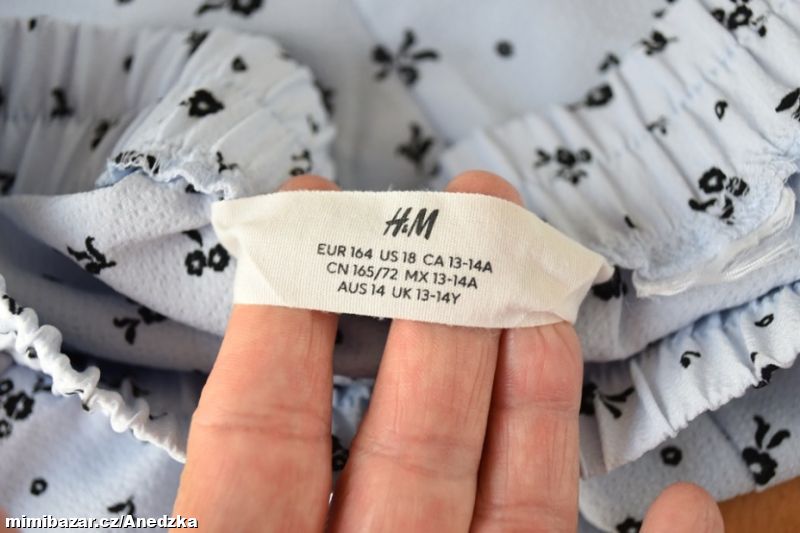 H&M
EUR 164 US 18 CA 13-14A
CN 165/72 MX 13-14A
AUS 14 UK 13-14Y
mimibazar.cz/Anedzka